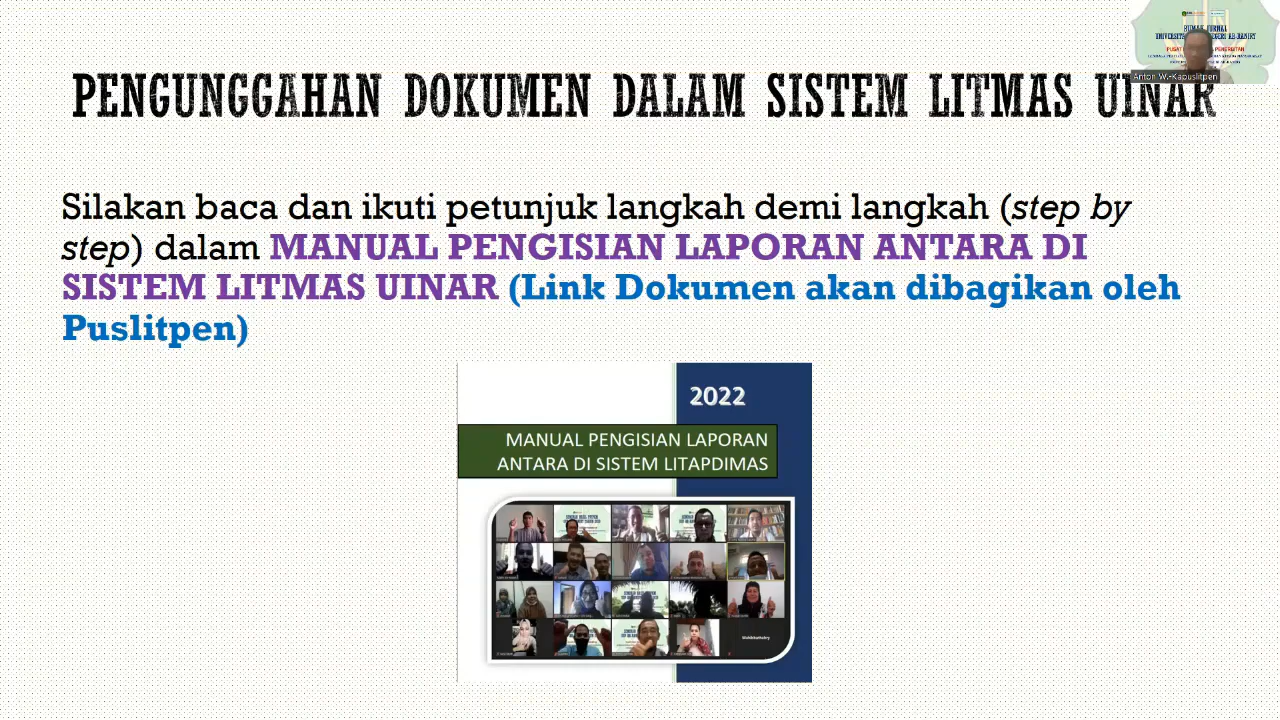 PENGUNGGAHAN DOKUMEN DALAM SISTEM LITMAS UINAR
Anton W.-Kapuslitpen
Silakan baca dan ikuti petunjuk langkah demi langkah (step by
step) dalam MANUAL PENGISIAN LAPORAN ANTARA DI
SISTEM LITMAS UINAR (Link Dokumen akan dibagikan oleh
Puslitpen)
2022
MANUAL PENGISIAN LAPORAN
ANTARA DI SISTEM LITAPDIMAS